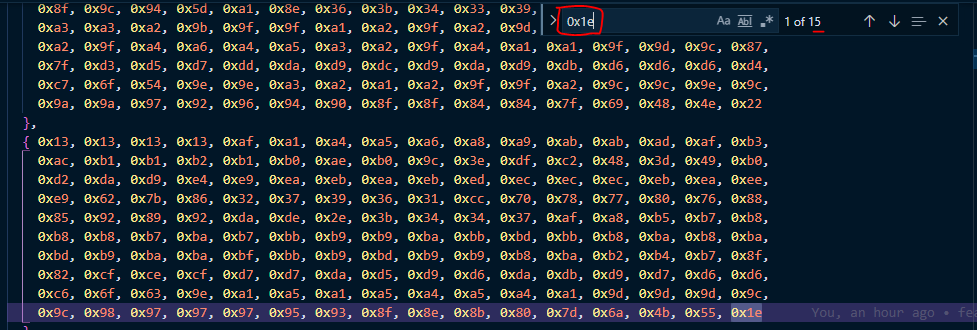 0x8f, 0x9c, 0x94, 0x5d, 0xa1, 0x8e, 0x36, 0x3b, 0x34, 0x33, 0x39,
0x1e Aa Abl .* 1 of 15
0xa3, 0xa3, 0xa2, 0x9b, 0x9f, 0x9f, 0xa1, 0xa2, 0x9f, 0xa2, 0x9d,
0xa2, 0x9f, 0xa4, 0xa6, 0xa4, 0xa5, 0xa3, 0xa2, 0x9f, 0xa4, 0xa1, 0xa1, 0x9f, 0x9d, 0x9c, 0x87,
0x7f, 0xd3, 0xd5, 0xd7, 0xdd, 0xda, 0xd9, 0xdc, 0xd9, 0xda, 0xd9, 0xdb, 0xd6, 0xd6, 0xd6, 0xd4,
0xc7, 0x6f, 0x54, 0x9e, 0x9e, 0xa3, 0xa2, 0xa1, 0xa2, 0x9f, 0x9f, 0xa2, 0x9c, 0x9c, 0x9e, 0x9c,
0x9a, 0x9a, 0x97, 0x92, 0x96, 0x94, 0x90, 0x8f, 0x8f, 0x84, 0x84, 0x7f, 0x69, 0x48, 0x4e, 0x22
},
{ 0x13, 0x13, 0x13, 0x13, 0xaf, 0xa1, 0xa4, 0xa5, 0xa6, 0xa8, 0xa9, 0xab, 0xab, 0xad, 0xaf, 0xb3,
0xac, 0xb1, 0xb1, 0xb2, 0xb1, 0xb0, 0xae, 0xb0, 0x9c, 0x3e, 0xdf, 0xc2, 0x48, 0x3d, 0x49, 0xb0,
0xd2, 0xda, 0xd9, 0xe4, 0xe9, 0xea, 0xeb, 0xea, 0xeb, 0xed, 0xec, 0xec, 0xec, 0xeb, 0xea, 0xee,
0xe9, 0x62, 0x7b, 0x86, 0x32, 0x37, 0x39, 0x36, 0x31, 0xcc, 0x70, 0x78, 0x77, 0x80, 0x76, 0x88,
0x85, 0x92, 0x89, 0x92, 0xda, 0xde, 0x2e, 0x3b, 0x34, 0x34, 0x37, 0xaf, 0xa8, 0xb5, 0xb7, 0xb8,
0xb8, 0xb8, 0xb7, 0xba, 0xb7, 0xbb, 0xb9, 0xb9, 0xba, 0xbb, 0xbd, 0xbb, 0xb8, 0xba, 0xb8, 0xba,
0xbd, 0xb9, 0xba, 0xba, 0xbf, 0xbb, 0xb9, 0xbd, 0xb9, 0xb8, 0xba, 0xb2, 0xb4, 0xb7, 0x8f,
0x82, 0xcf, 0xce, 0xcf, 0xd7, 0xd7, 0xda, 0xd5, 0xd9, 0xd6, 0xda, 0xdb, 0xd9, 0xd7, 0xd6, 0xd6,
0xc6, 0x6f, 0x63, 0x9e, 0xa1, 0xa5, 0xa1, 0xa5, 0xa4, 0xa5, 0xa4, 0xa4, 0xa1, 0x9d, 0x9d, 0x9d, 0x9c,
0x9c, 0x98, 0x97, 0x97, 0x97, 0x95, 0x93, 0x8f, 0x8e, 0x8b, 0x80, 0x7d, 0x6a, 0x4b, 0x55, 0x1e You, an hour ago • fe